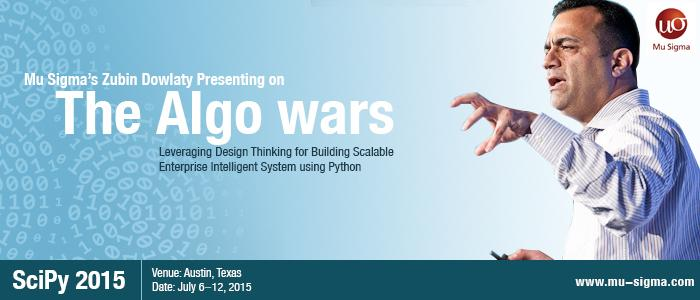 Mu Sigma
Mu Sigma's Zubin Dowlaty Presenting on
The Algo wars
Leveraging Design Thinking for Building Scalable
Enterprise Intelligent System using Python
SciPy 2015
Venue: Austin, Texas
Date: July 6–12, 2015
www.mu-sigma.com